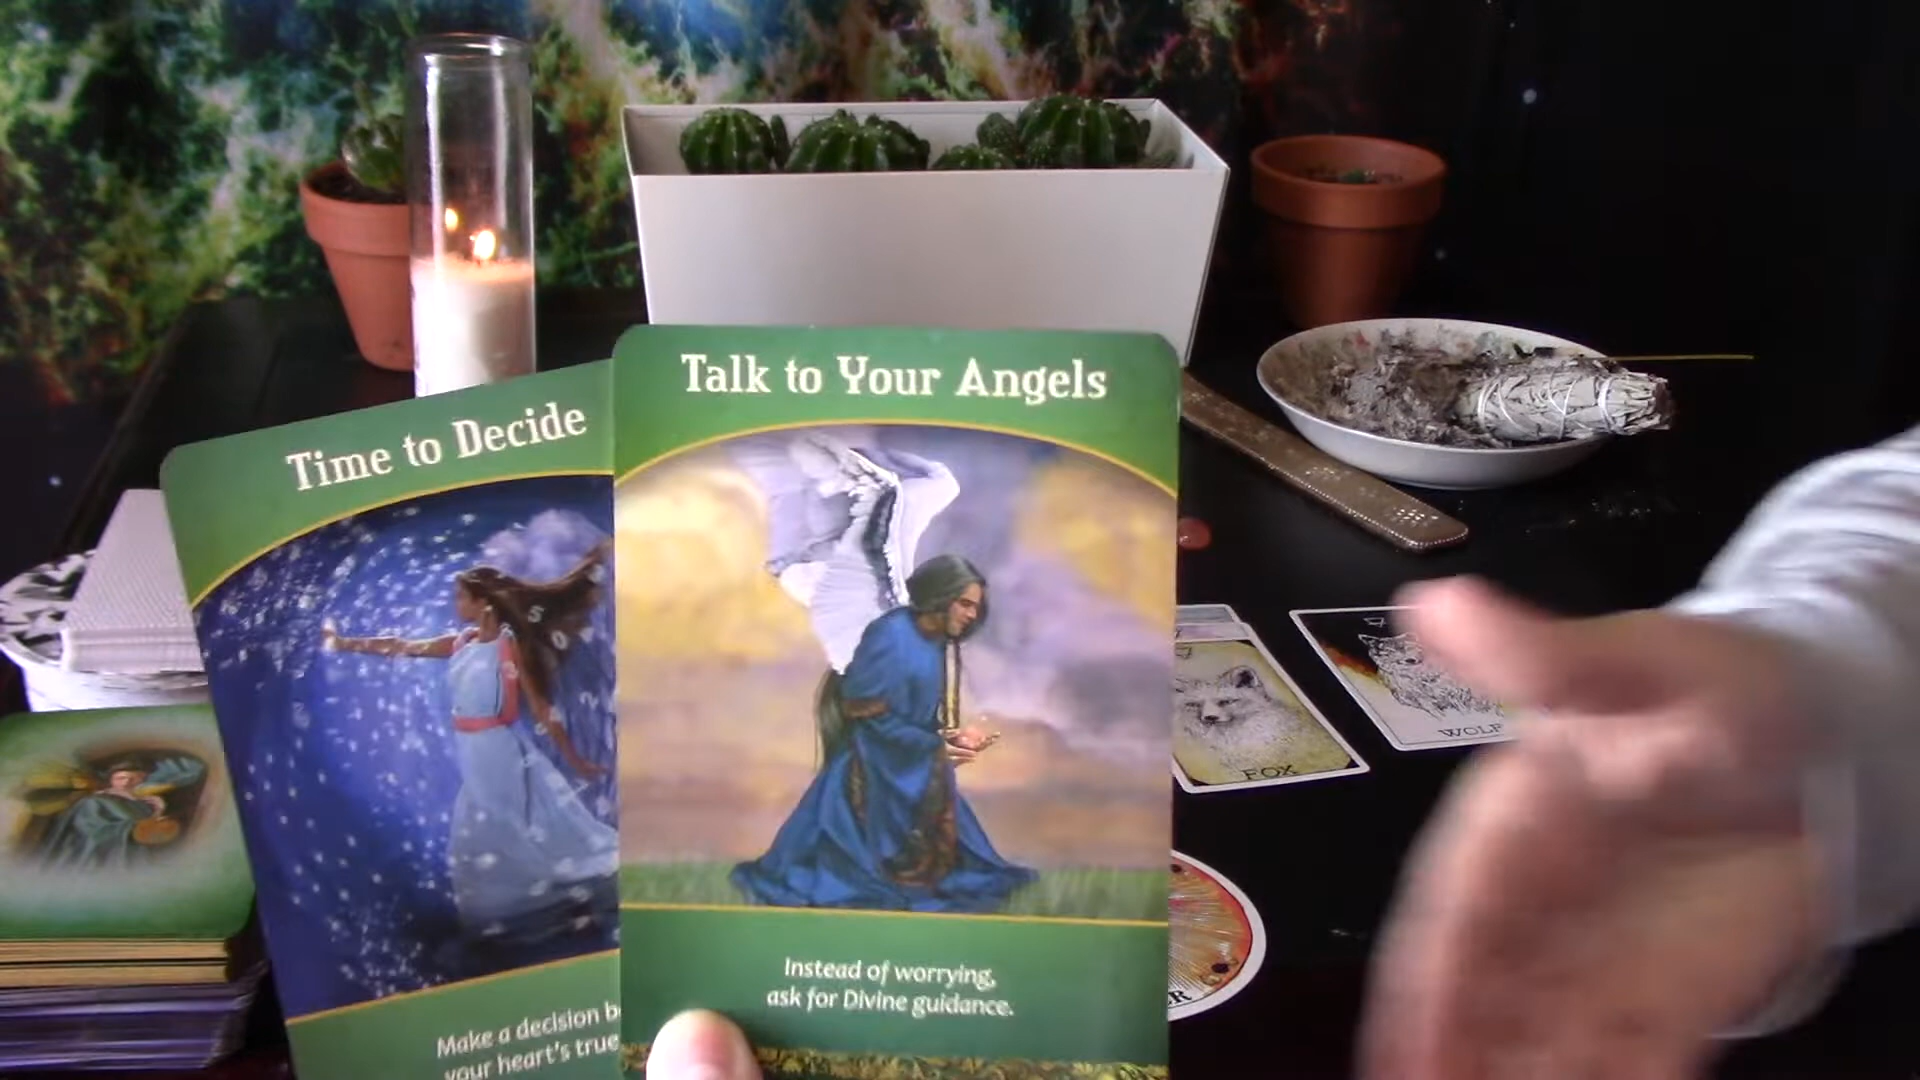 Time to Decide
Make a decision
your heart's true
Talk to Your Angels
Instead of worrying,
ask for Divine guidance.
FOX
WOLF